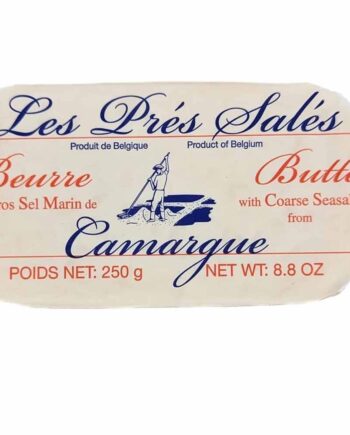 Les Prés Salés
Produit de Belgique Product of Belgium
Beurre Butt
ros Sel Marin de with Coarse Seasa
from
Camargue
POIDS NET: 250 g NET WT: 8.8 OZ